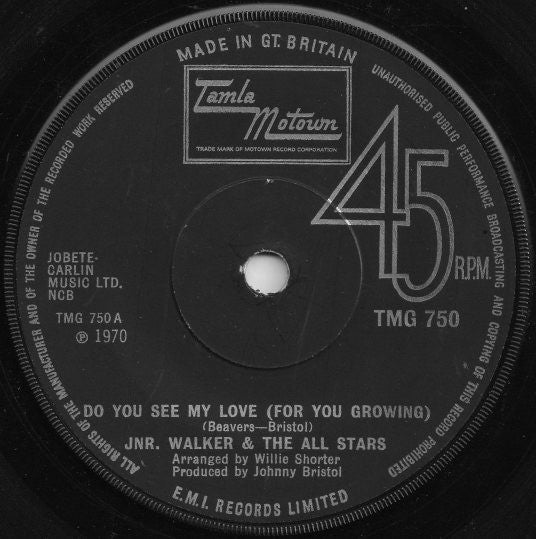 MADE IN GT. BRITAIN
UNAUTHORISED PUBLIC PERFORMANCE BROADCASTING AND COPYING OF THIS RECORD PROHIBITED
ALL RIGHTS OF THE MANUFACTURER AND OF THE OWNER OF THE RECORDED WORK RESERVED
Tamla
Motown
TRADE MARK OF MOTOWN RECORD CORPORATION
45
R.P.M.
JOBETE-
CARLIN
MUSIC LTD.
NCB
TMG 750
TMG 750 A
℗ 1970
DO YOU SEE MY LOVE (FOR YOU GROWING)
(Beavers—Bristol)
JNR. WALKER & THE ALL STARS
Arranged by Willie Shorter
Produced by Johnny Bristol
E.M.I. RECORDS LIMITED